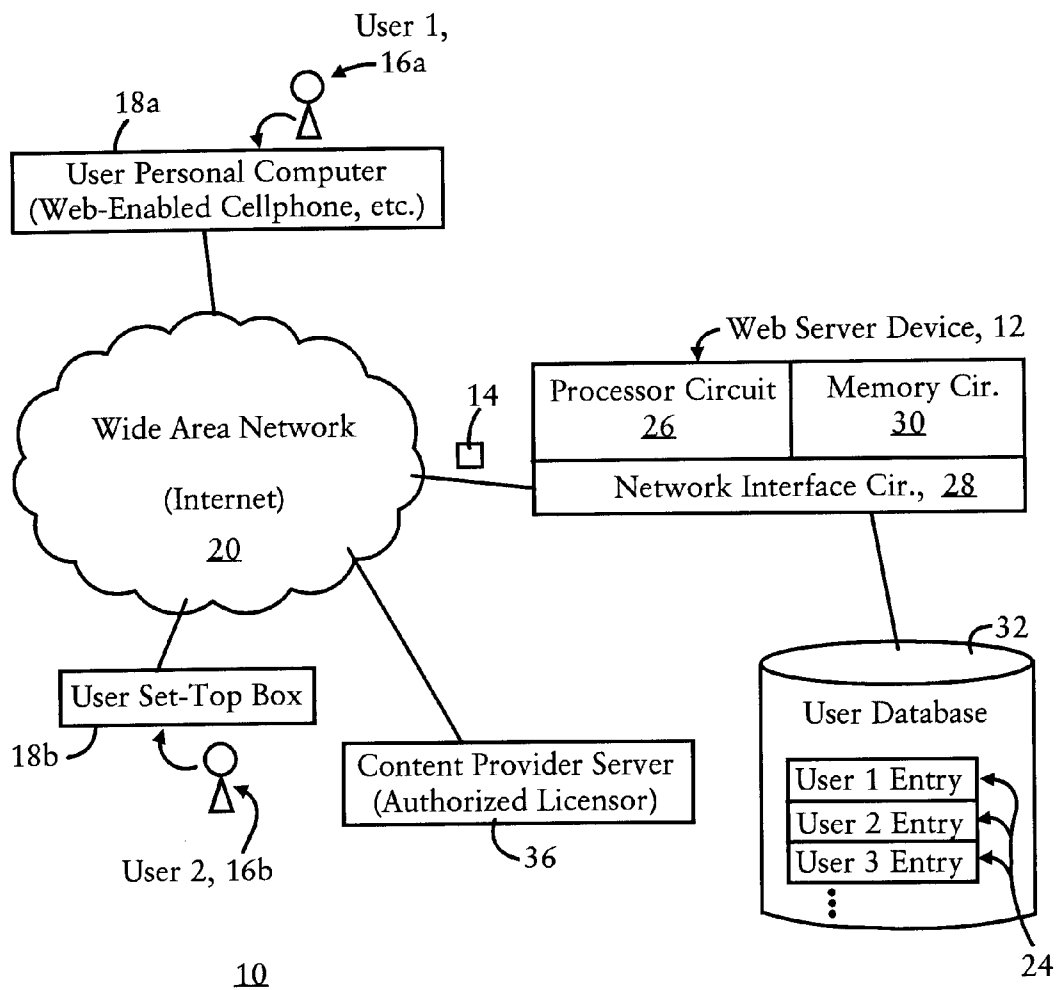 User 1,
16a
18a
User Personal Computer
(Web-Enabled Cellphone, etc.)
Web Server Device, 12
Processor Circuit
26
Memory Cir.
30
14
Network Interface Cir., 28
Wide Area Network
(Internet)
20
32
User Database
User 1 Entry
User 2 Entry
User 3 Entry
24
User Set-Top Box
18b
User 2, 16b
Content Provider Server
(Authorized Licensor)
36
10